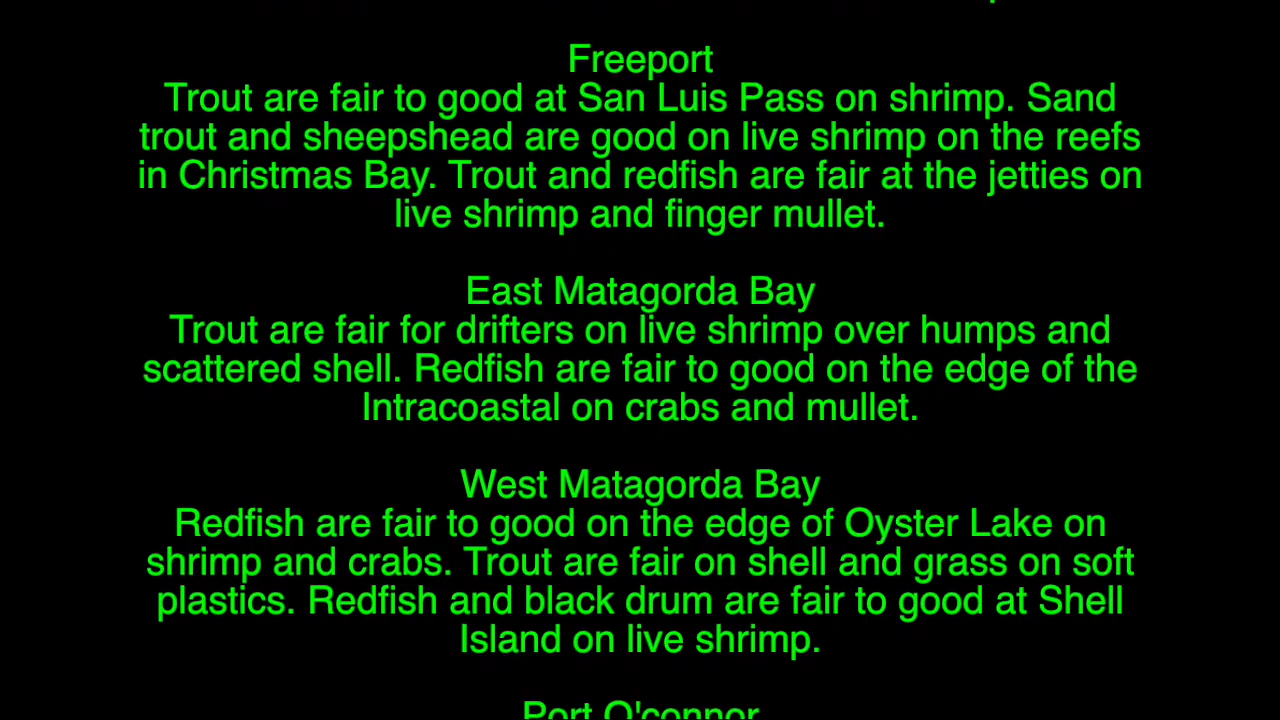 Freeport
Trout are fair to good at San Luis Pass on shrimp. Sand
trout and sheepshead are good on live shrimp on the reefs
in Christmas Bay. Trout and redfish are fair at the jetties on
live shrimp and finger mullet.
East Matagorda Bay
Trout are fair for drifters on live shrimp over humps and
scattered shell. Redfish are fair to good on the edge of the
Intracoastal on crabs and mullet.
West Matagorda Bay
Redfish are fair to good on the edge of Oyster Lake on
shrimp and crabs. Trout are fair on shell and grass on soft
plastics. Redfish and black drum are fair to good at Shell
Island on live shrimp.
Port O'connor